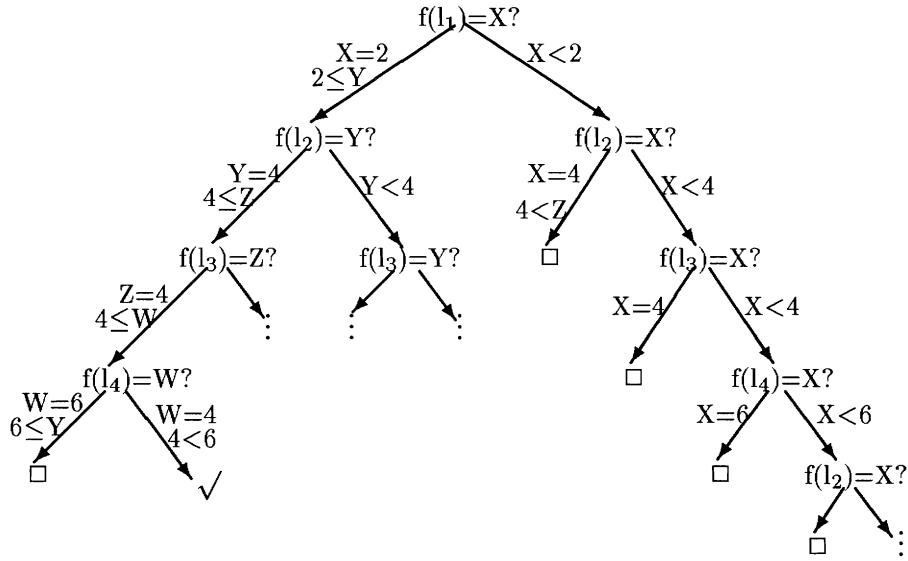 f(l₁)=X?
X=2 X<2
2≤Y
f(l₂)=Y? f(l₂)=X?
Y=4 Y<4 X=4 X<4
4≤Z 4<Z
f(l₃)=Z? f(l₃)=Y? □ f(l₃)=X?
Z=4 X=4 X<4
4≤W
⋮ ⋮ ⋮
f(l₄)=W? □ f(l₄)=X?
W=6 W=4 X=6 X<6
6≤Y 4<6
□ √ □ f(l₂)=X?
□ ⋮